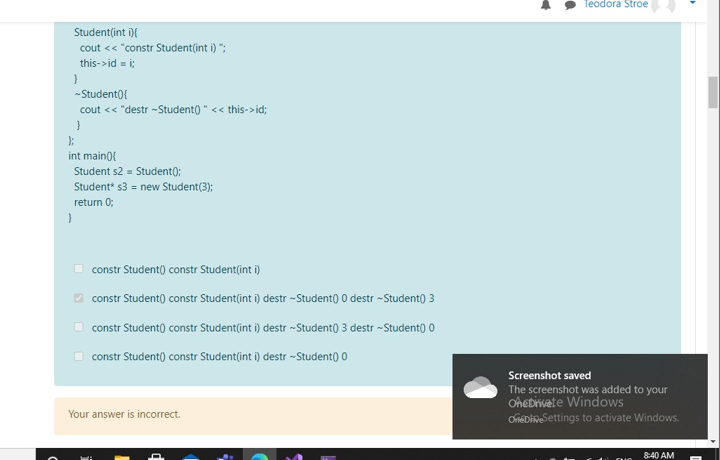 Teodora Stroe
Student(int i){
cout << "constr Student(int i) ";
this->id = i;
}
~Student(){
cout << "destr ~Student() " << this->id;
}
};
int main(){
Student s2 = Student();
Student* s3 = new Student(3);
return 0;
}
constr Student() constr Student(int i)
constr Student() constr Student(int i) destr ~Student() 0 destr ~Student() 3
constr Student() constr Student(int i) destr ~Student() 3 destr ~Student() 0
constr Student() constr Student(int i) destr ~Student() 0
Your answer is incorrect.
Screenshot saved
The screenshot was added to your
OneDrive.
OneDrive
Activate Windows
Go to Settings to activate Windows.
ENG
8:40 AM